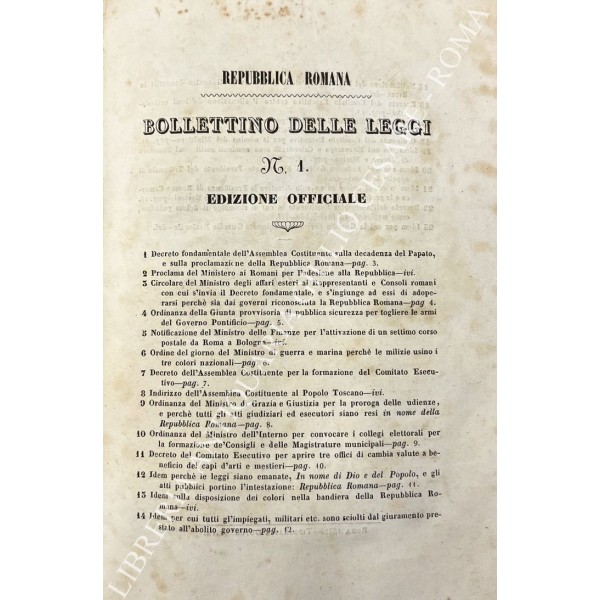 REPUBBLICA ROMANA
BOLLETTINO DELLE LEGGI
N. 1.
EDIZIONE OFFICIALE
1 Decreto fondamentale dell'Assemblea Costituente sulla decadenza del Papato,
e sulla proclamazione della Repubblica Romana—pag. 3.
2 Proclama del Ministero ai Romani per l'adesione alla Repubblica—ivi.
3 Circolare del Ministro degli affari esteri ai Rappresentanti e Consoli romani
con cui s'invia il Decreto fondamentale, e s'ingiunge ad essi di adope-
rarsi perchè sia dai governi riconosciuta la Repubblica Romana—pag 4.
4 Ordinanza della Giunta provvisoria di pubblica sicurezza per togliere le armi
del Governo Pontificio—pag. 5.
5 Notificazione del Ministro delle Finanze per l'attivazione di un settimo corso
postale da Roma a Bologna—ivi.
6 Ordine del giorno del Ministro di guerra e marina perchè le milizie usino i
tre colori nazionali—pag
7 Decreto dell'Assemblea Costituente per la formazione del Comitato Esecu-
tivo—pag. 7.
8 Indirizzo dell'Assemblea Costituente al Popolo Toscano—ivi.
9 Ordinanza del Ministro di Grazia e Giustizia per la proroga delle udienze,
e perchè tutti gli atti giudiziari ed esecutori siano resi in nome della
Repubblica Romana—pag. 8.
10 Ordinanza del Ministro dell'Interno per convocare i collegi elettorali per
la formazione de'Consigli e delle Magistrature municipali—pag. 9.
11 Decreto del Comitato Esecutivo per aprire tre offici di cambia valute a
beneficio dei capi d'arti e mestieri—pag. 10.
12 Idem perchè le leggi siano emanate, In nome di Dio e del Popolo, e gli
atti pubblici portino l'intestazione: Repubblica Romana—pag. 11.
13 Idem sulla disposizione dei colori nella bandiera della Repubblica Ro-
mana—ivi.
14 Idem per cui tutti gl'impiegati, militari etc. sono sciolti dal giuramento pre-
stato all'abolito governo—pag. 12.